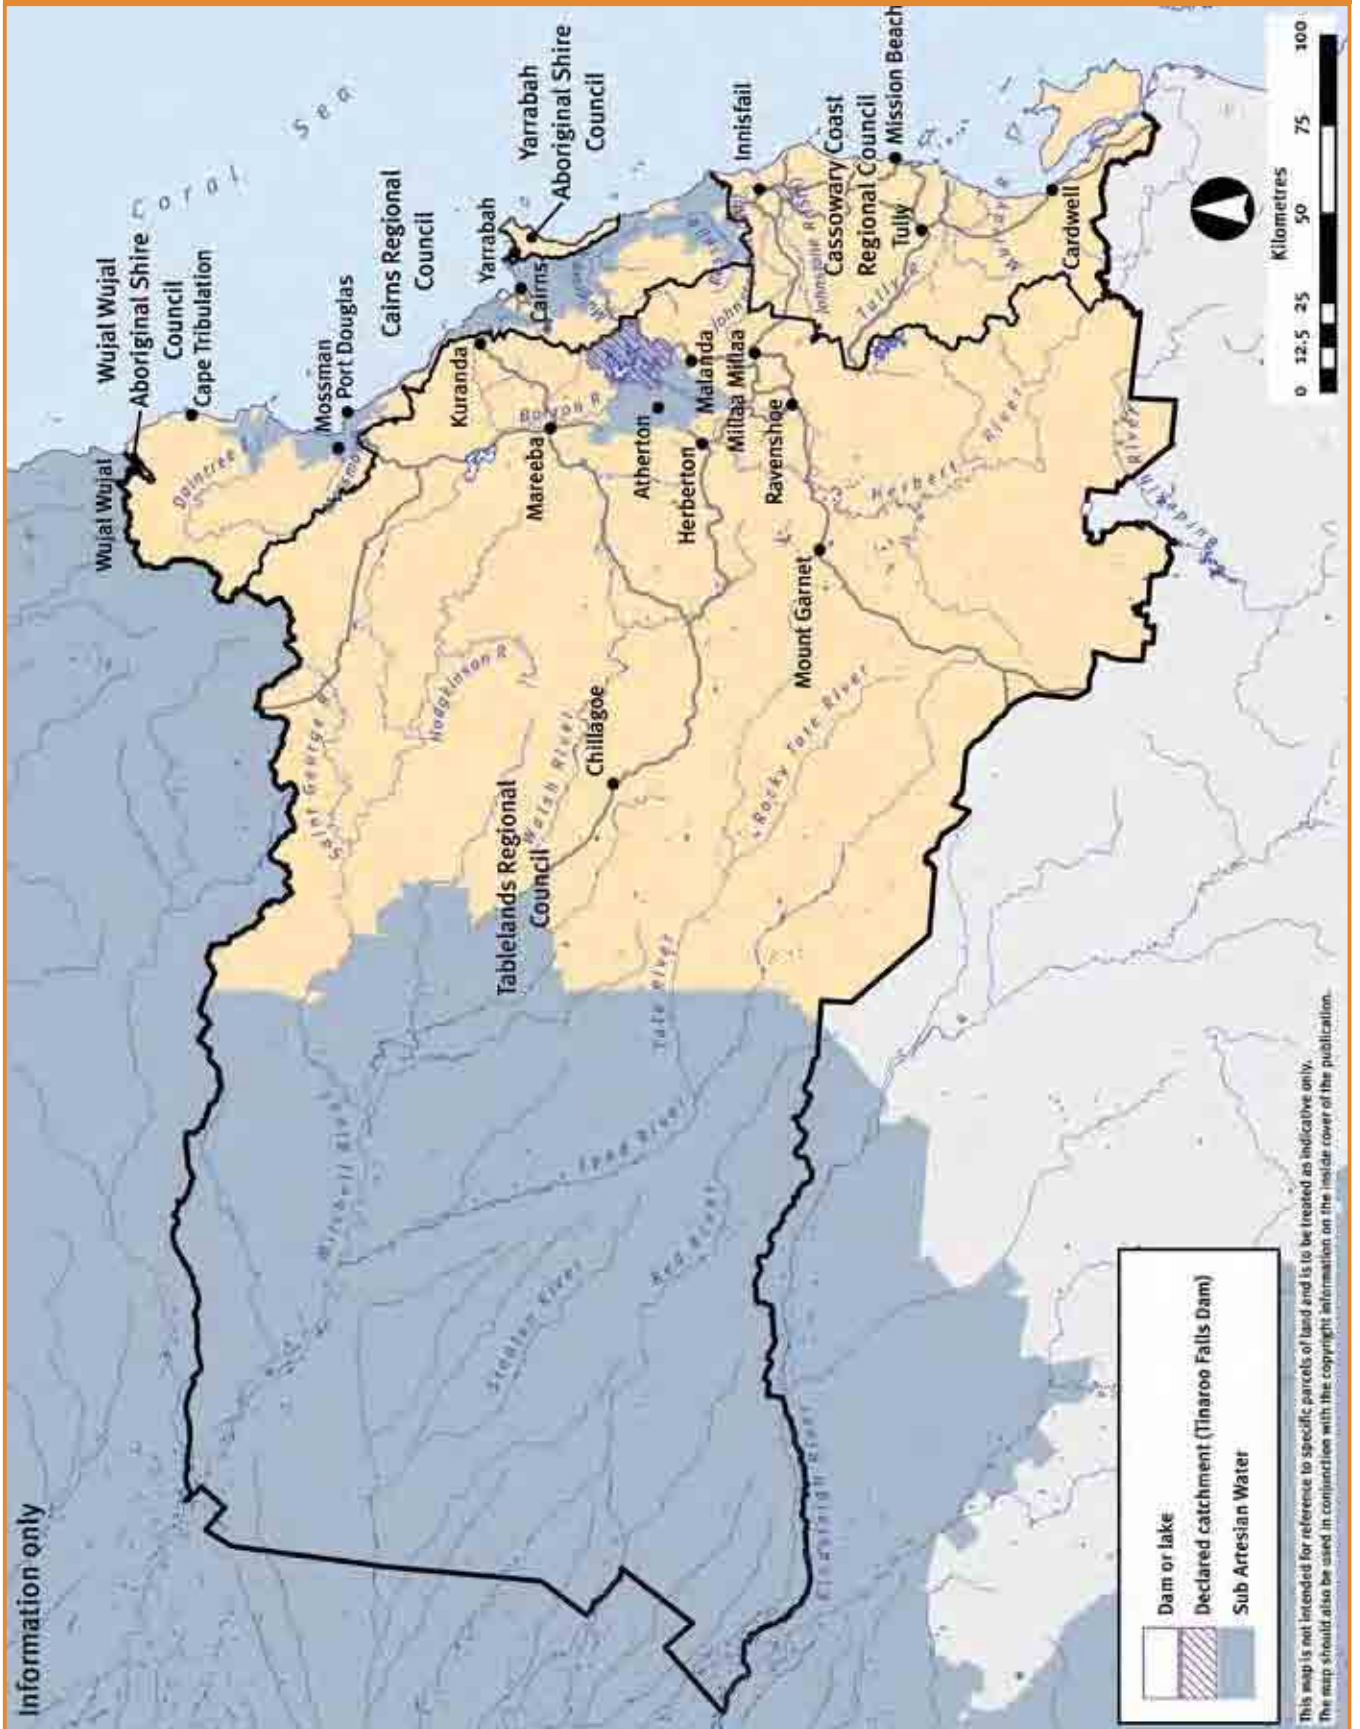 Information only
Coral Sea
Wujal Wujal
Aboriginal Shire
Council
Wujal Wujal
Cape Tribulation
Daintree
Mossman
Port Douglas
Cairns Regional
Council
Yarrabah
Yarrabah
Aboriginal Shire
Council
Cairns
Kuranda
Barron R
Mareeba
Atherton
Herberton
Malanda
Millaa Millaa
Ravenshoe
Innisfail
Cassowary Coast
Regional Council
Mission Beach
Tully
Tully R
Murray R
Cardwell
Herbert River
Mount Garnet
Saint George R
Hodgkinson R
Walsh River
Chillagoe
Tablelands Regional
Council
Rocky Tate River
Tate River
Mitchell River
Lynd River
Staaten River
Red River
Einasleigh River
Burdekin River
Kilometres
0 12.5 25 50 75 100
Dam or lake
Declared catchment (Tinaroo Falls Dam)
Sub Artesian Water
This map is not intended for reference to specific parcels of land and is to be treated as indicative only.
The map should also be used in conjunction with the copyright information on the inside cover of the publication.